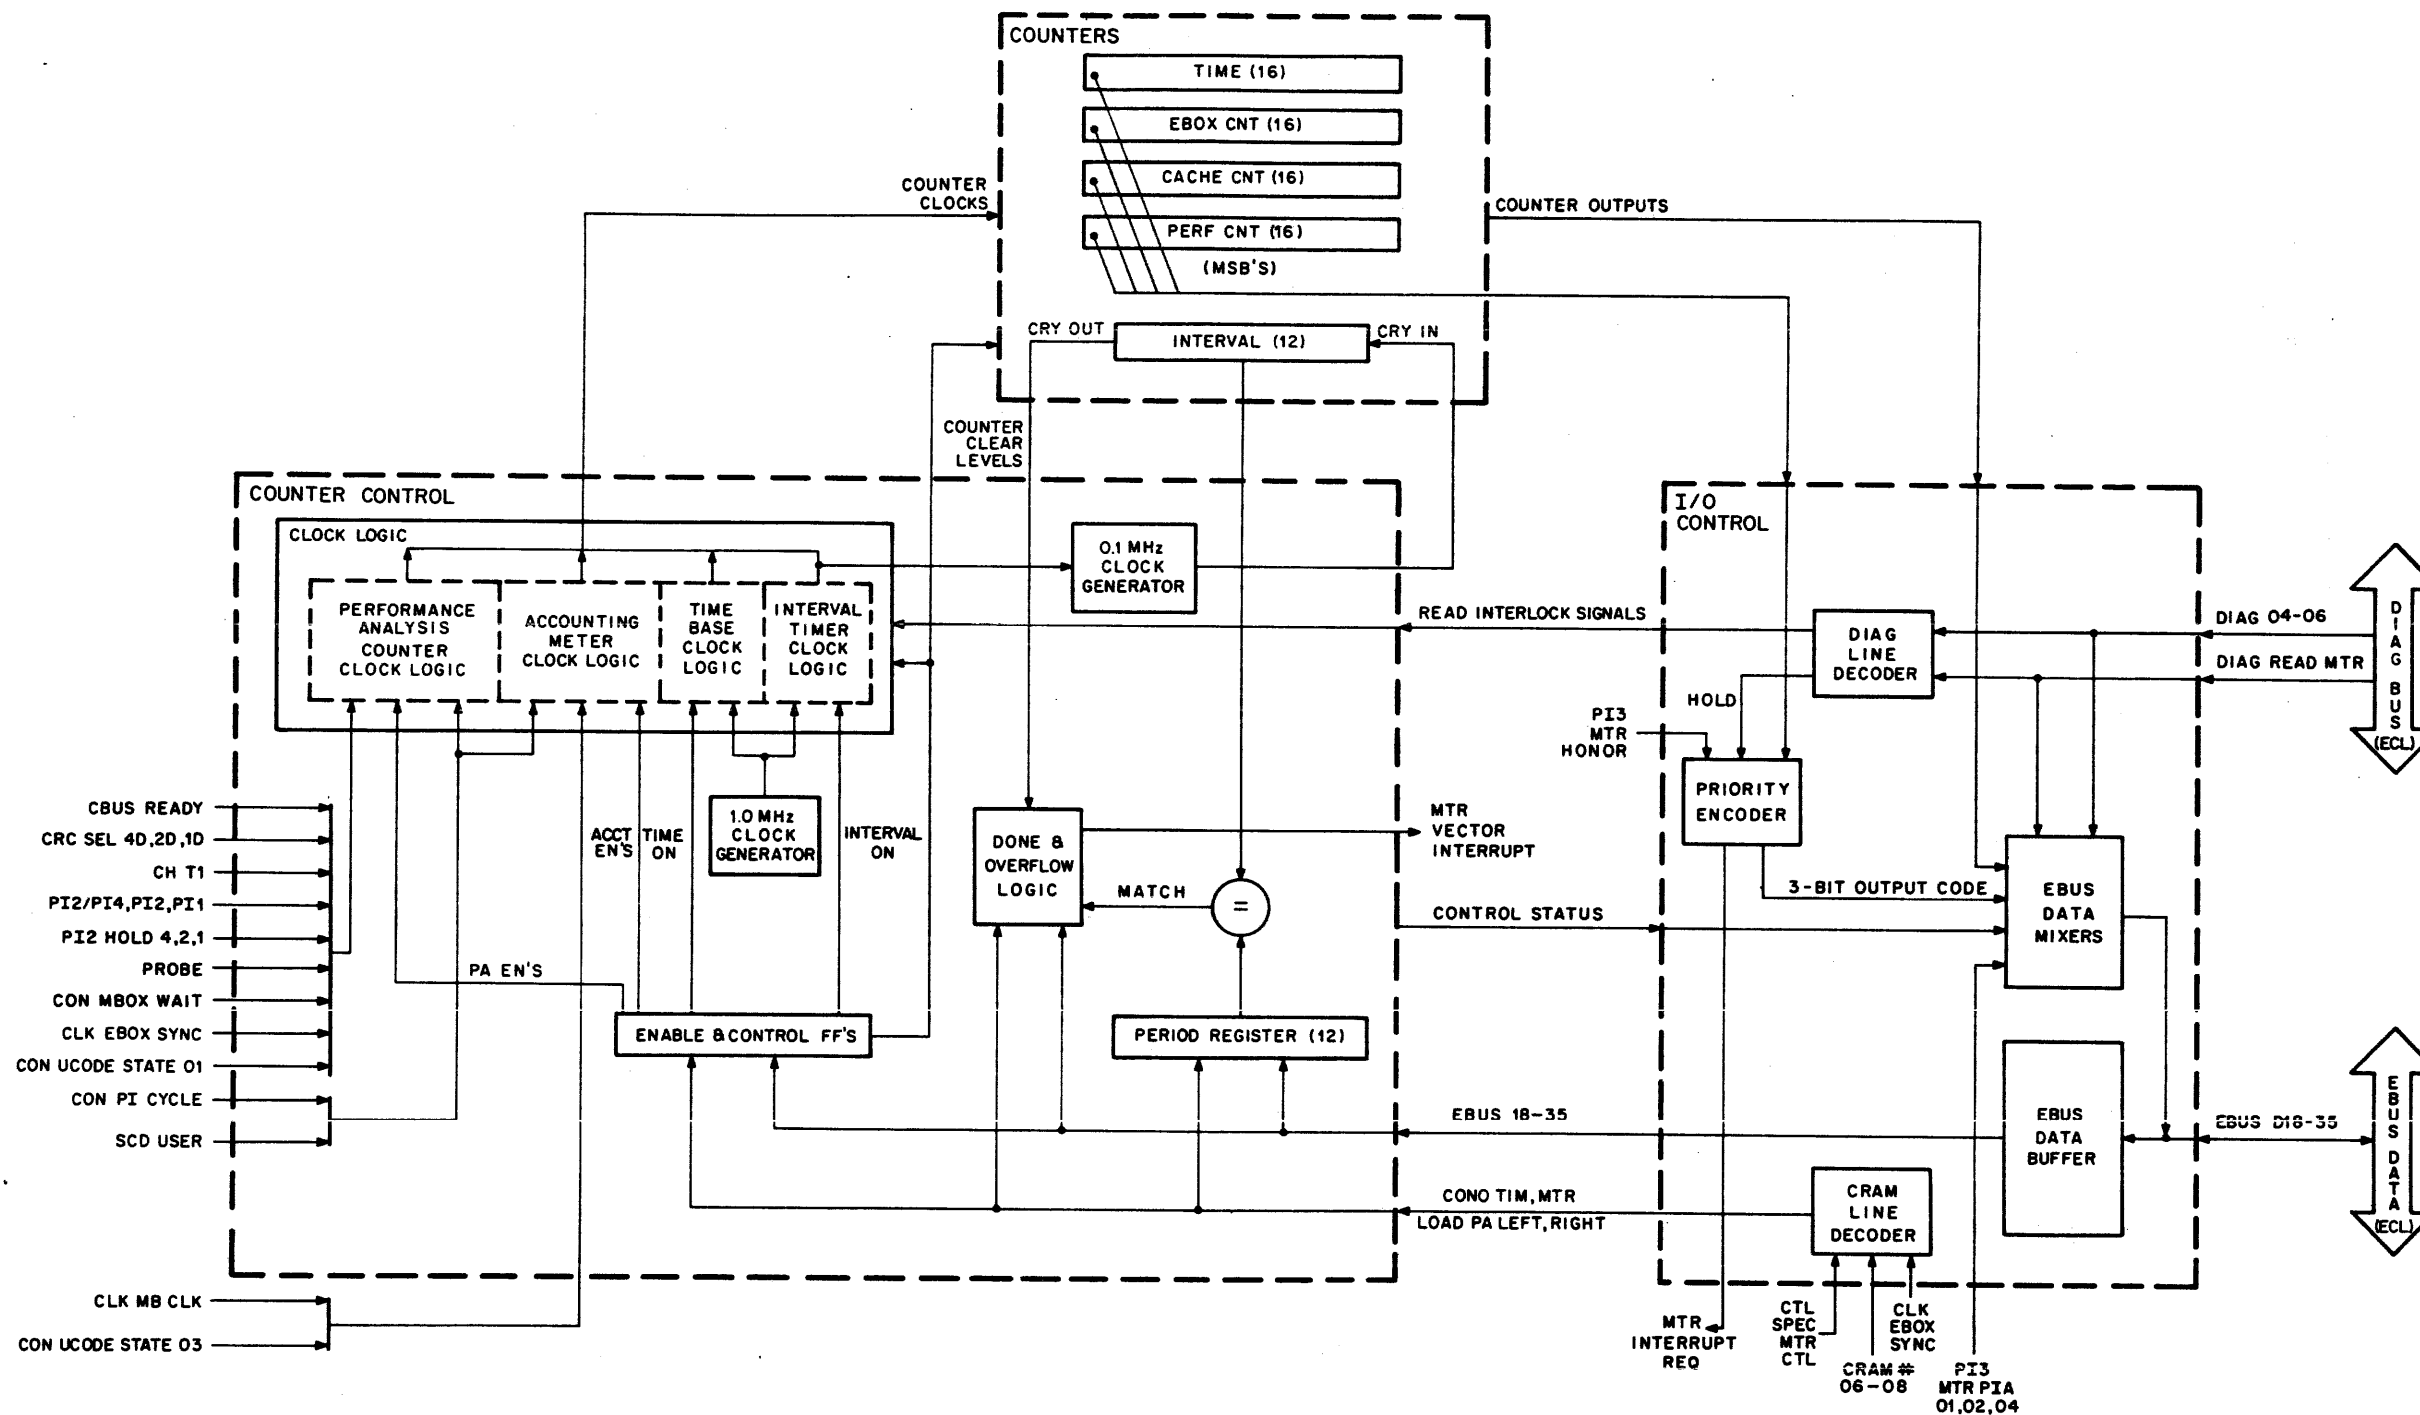 COUNTERS
TIME (16)
EBOX CNT (16)
CACHE CNT (16)
PERF CNT (16)
(MSB'S)
CRY OUT
INTERVAL (12)
CRY IN
COUNTER
CLOCKS
COUNTER OUTPUTS
COUNTER
CLEAR
LEVELS
COUNTER CONTROL
CLOCK LOGIC
PERFORMANCE
ANALYSIS
COUNTER
CLOCK LOGIC
ACCOUNTING
METER
CLOCK LOGIC
TIME
BASE
CLOCK
LOGIC
INTERVAL
TIMER
CLOCK
LOGIC
0.1 MHz
CLOCK
GENERATOR
READ INTERLOCK SIGNALS
I/O
CONTROL
DIAG
LINE
DECODER
DIAG 04-06
DIAG READ MTR
DIAG BUS
(ECL)
HOLD
PI3
MTR
HONOR
PRIORITY
ENCODER
CBUS READY
CRC SEL 4D,2D,1D
CH T1
PI2/PI4,PI2,PI1
PI2 HOLD 4,2,1
PROBE
CON MBOX WAIT
CLK EBOX SYNC
CON UCODE STATE 01
CON PI CYCLE
SCD USER
CLK MB CLK
CON UCODE STATE 03
ACCT
EN'S
TIME
ON
1.0 MHz
CLOCK
GENERATOR
INTERVAL
ON
PA EN'S
ENABLE & CONTROL FF'S
DONE &
OVERFLOW
LOGIC
MATCH
=
PERIOD REGISTER (12)
MTR
VECTOR
INTERRUPT
CONTROL STATUS
3-BIT OUTPUT CODE
EBUS
DATA
MIXERS
EBUS 18-35
EBUS
DATA
BUFFER
EBUS D18-35
EBUS DATA
(ECL)
CONO TIM, MTR
LOAD PA LEFT, RIGHT
CRAM
LINE
DECODER
MTR
INTERRUPT
REQ
CTL
SPEC
MTR
CTL
CRAM #
06-08
CLK
EBOX
SYNC
PI3
MTR PIA
01,02,04